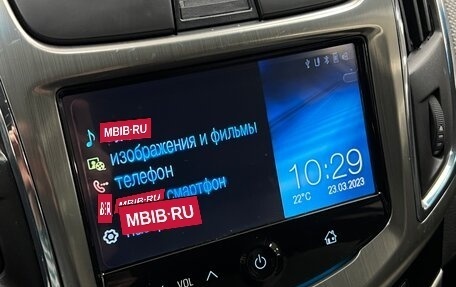 MBIB·RU
изображения и фильмы
телефон
MBIB·RU смартфон
MBIB·RU
10:29
22°C 23.03.2023
VOL